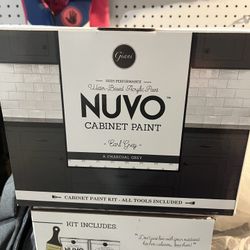 Giani
HIGH PERFORMANCE
Water-Based Acrylic Paint
NUVO™
CABINET PAINT
Earl Grey
A CHARCOAL GREY
CABINET PAINT KIT - ALL TOOLS INCLUDED
KIT INCLUDES:
NUVO